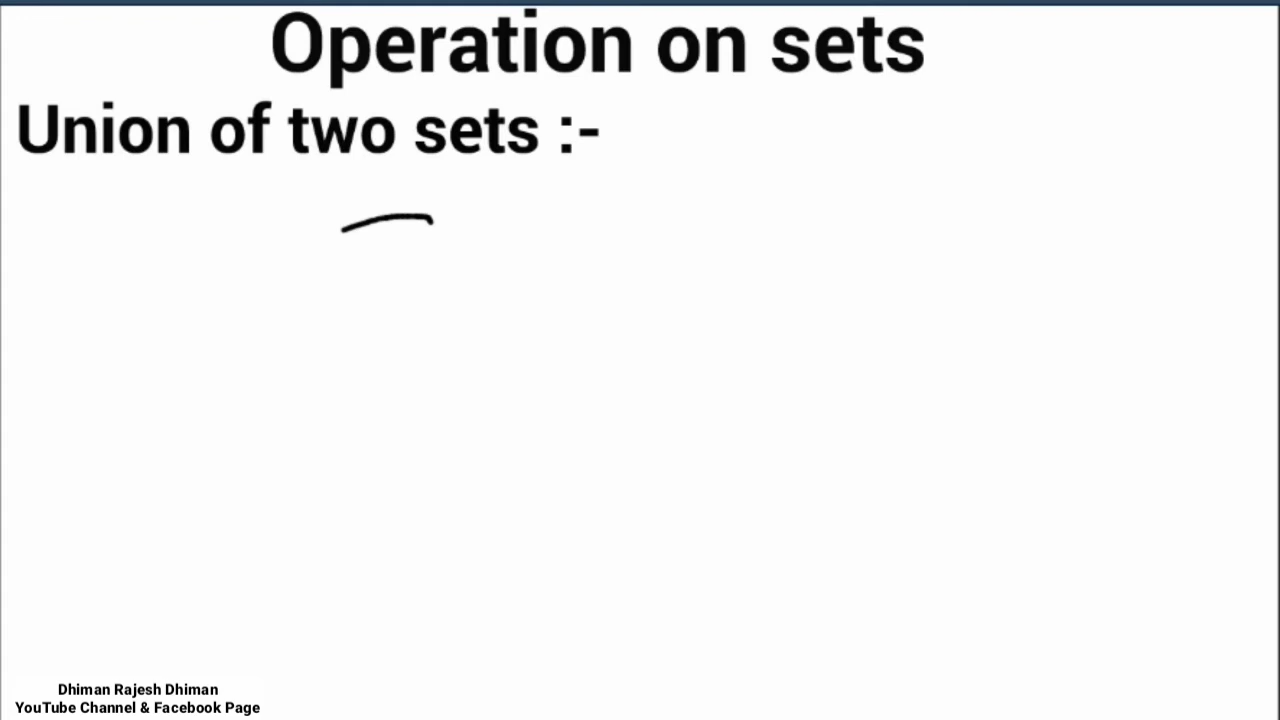 Operation on sets
Union of two sets :-
Dhiman Rajesh Dhiman
YouTube Channel & Facebook Page